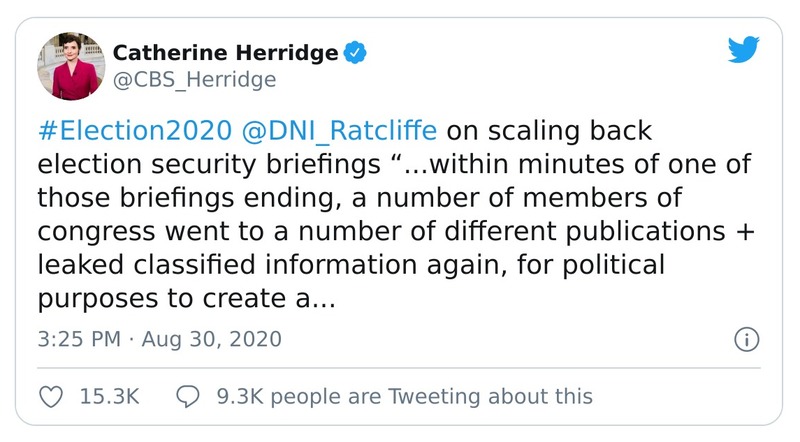 Catherine Herridge
@CBS_Herridge
#Election2020 @DNI_Ratcliffe on scaling back
election security briefings “...within minutes of one of
those briefings ending, a number of members of
congress went to a number of different publications +
leaked classified information again, for political
purposes to create a...
3:25 PM · Aug 30, 2020
15.3K 9.3K people are Tweeting about this